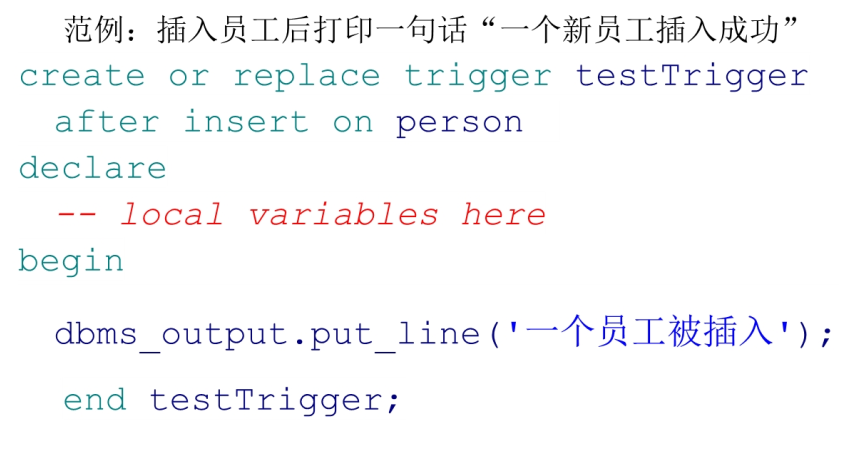 范例：插入员工后打印一句话“一个新员工插入成功”
create or replace trigger testTrigger
after insert on person
declare
-- local variables here
begin
dbms_output.put_line('一个员工被插入');
end testTrigger;